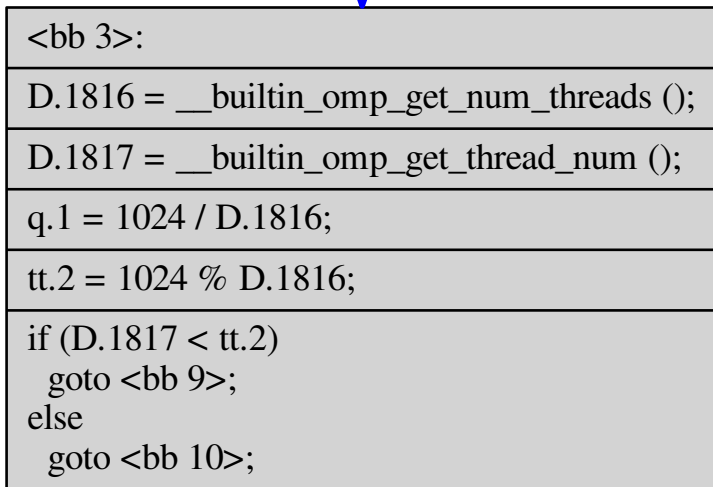 <bb 3>:
D.1816 = __builtin_omp_get_num_threads ();
D.1817 = __builtin_omp_get_thread_num ();
q.1 = 1024 / D.1816;
tt.2 = 1024 % D.1816;
if (D.1817 < tt.2)
goto <bb 9>;
else
goto <bb 10>;